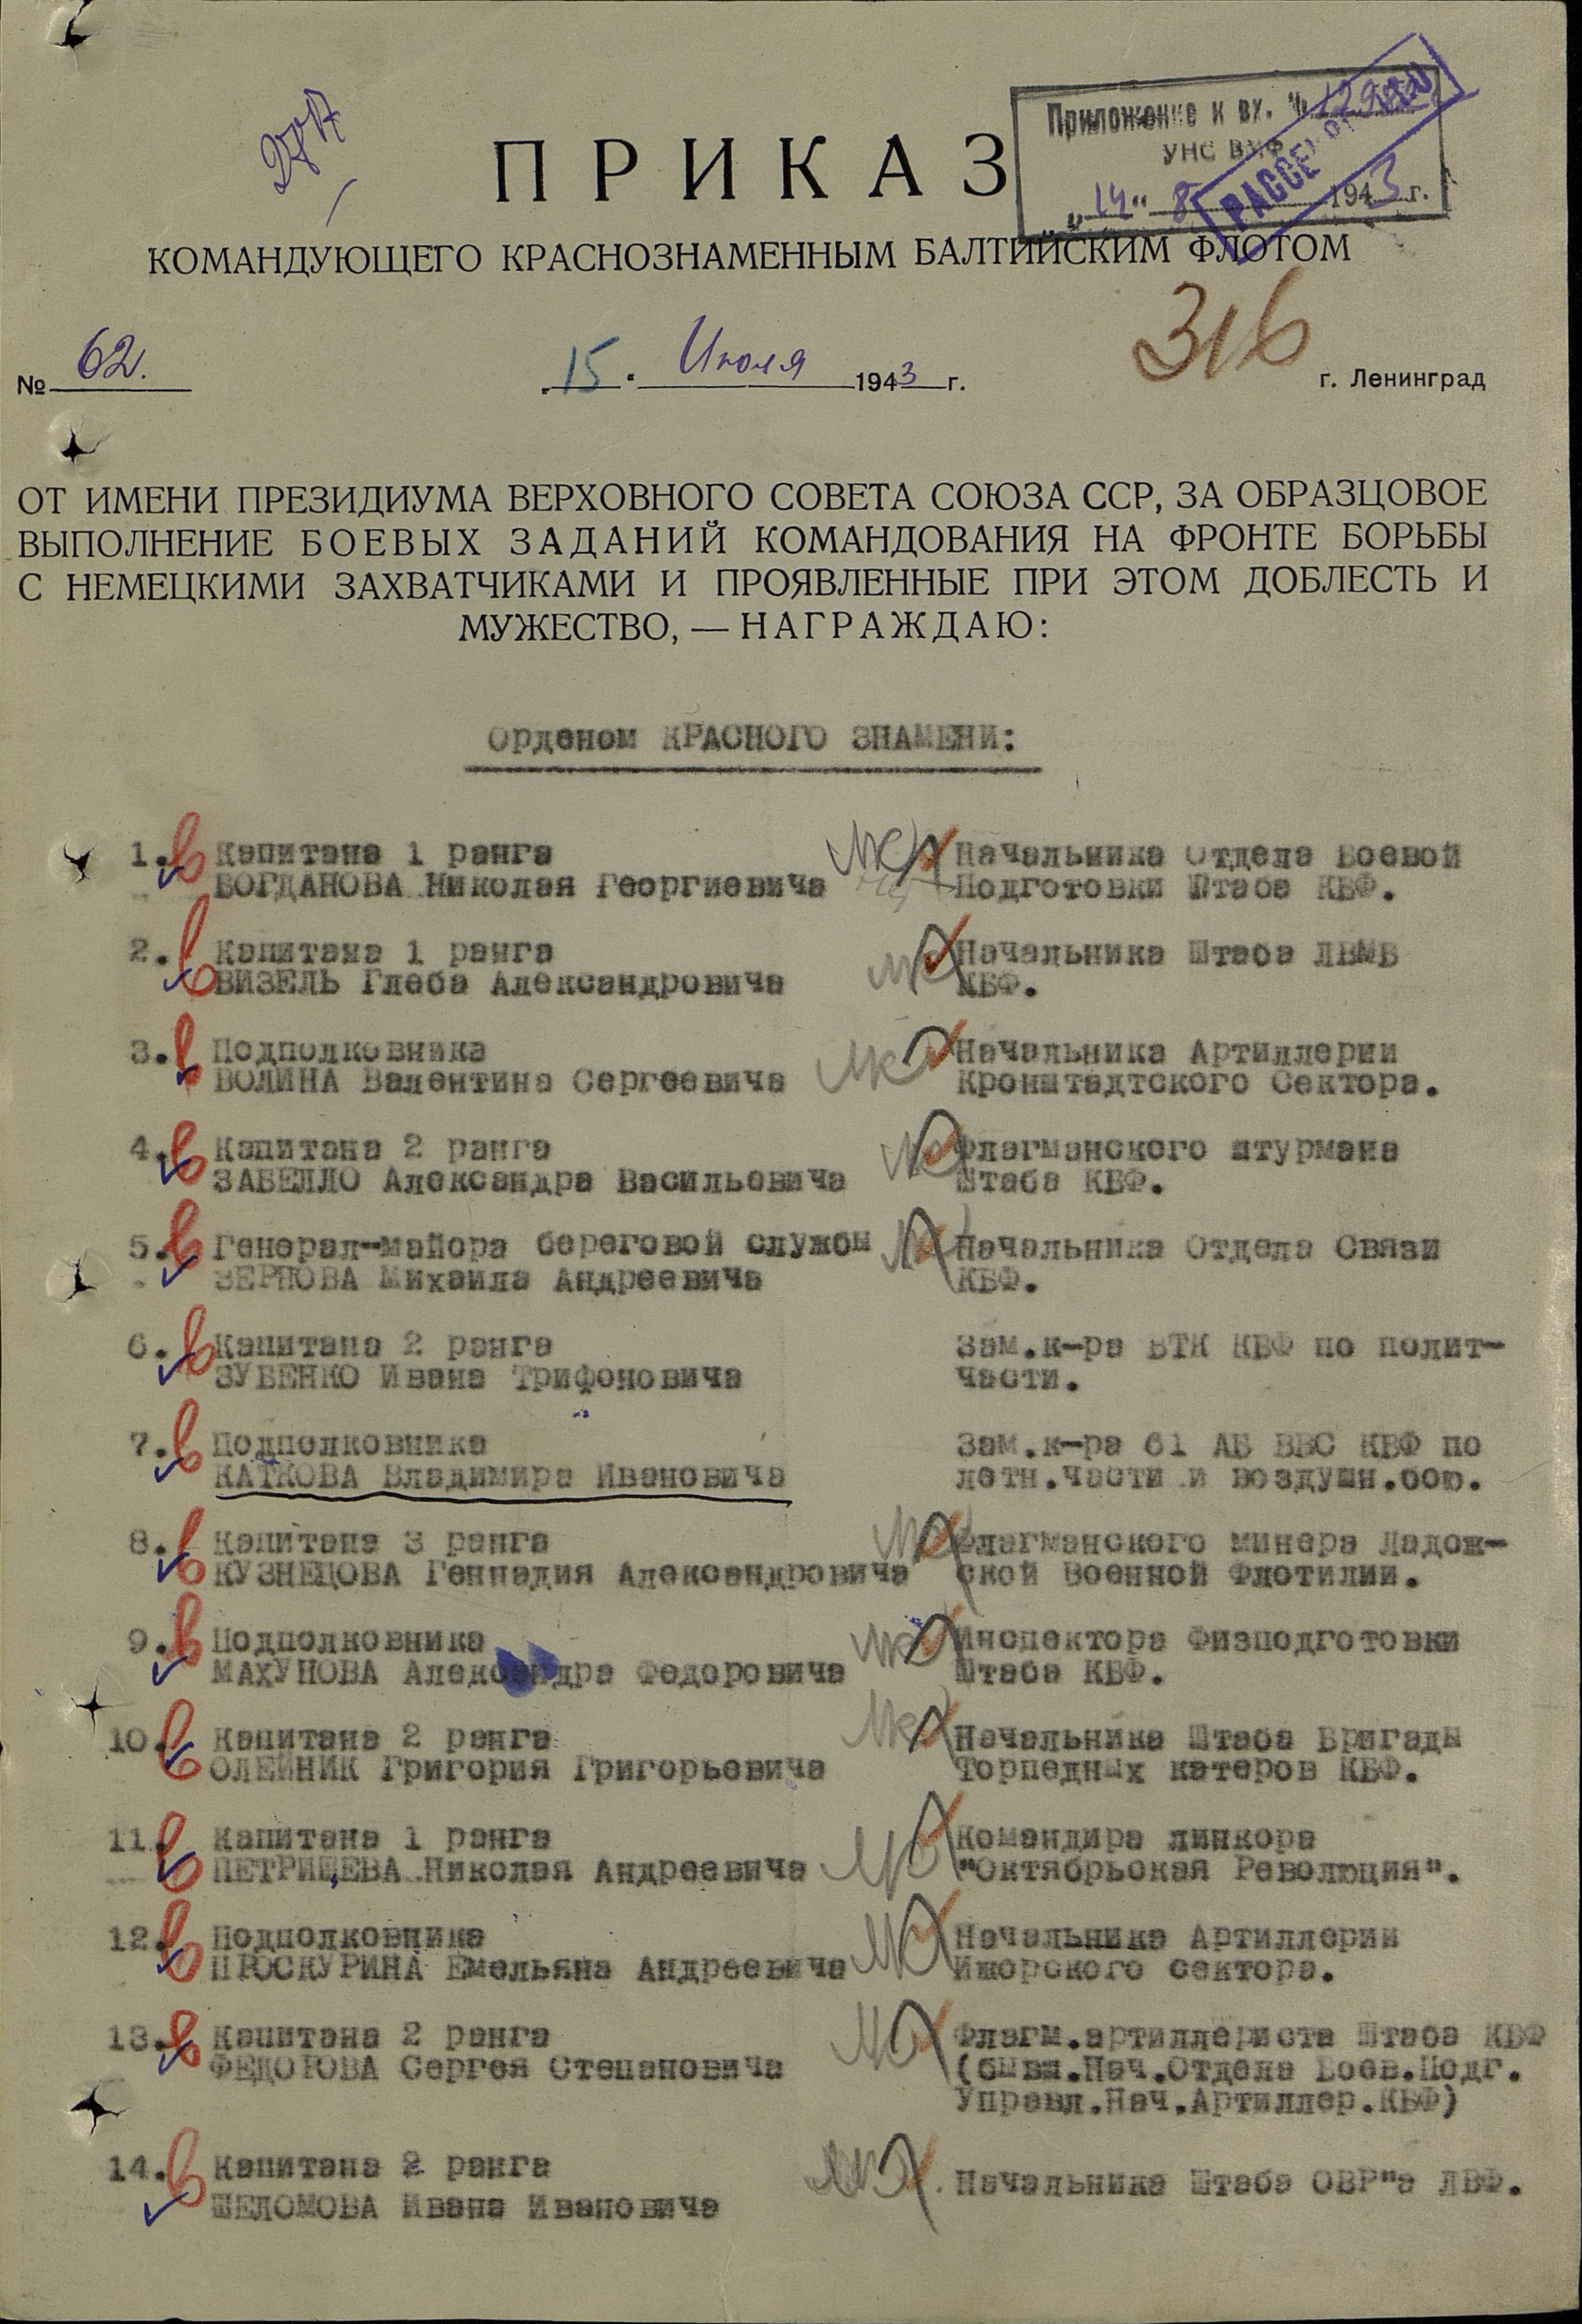 Приложение к вх. №
УНС ВМФ
„14“ 8 1943 г.
ПРИКАЗ
КОМАНДУЮЩЕГО КРАСНОЗНАМЕННЫМ БАЛТИЙСКИМ ФЛОТОМ
316
№ 62. 15. Июля 1943 г. г. Ленинград
ОТ ИМЕНИ ПРЕЗИДИУМА ВЕРХОВНОГО СОВЕТА СОЮЗА ССР, ЗА ОБРАЗЦОВОЕ
ВЫПОЛНЕНИЕ БОЕВЫХ ЗАДАНИЙ КОМАНДОВАНИЯ НА ФРОНТЕ БОРЬБЫ
С НЕМЕЦКИМИ ЗАХВАТЧИКАМИ И ПРОЯВЛЕННЫЕ ПРИ ЭТОМ ДОБЛЕСТЬ И
МУЖЕСТВО, — НАГРАЖДАЮ:
Орденом КРАСНОГО ЗНАМЕНИ:
1. Капитана 1 ранга Начальника Отдела Боевой
БОГДАНОВА Николая Георгиевича Подготовки Штаба КБФ.
2. Капитана 1 ранга Начальника Штаба ЛВМБ
ВИЗЕЛЬ Глеба Александровича КБФ.
3. Подполковника Начальника Артиллерии
ВОЛИНА Валентина Сергеевича Кронштадтского Сектора.
4. Капитана 2 ранга Флагманского штурмана
ЗАБЕЛЛО Александра Васильевича Штаба КБФ.
5. Генерал-майора береговой службы Начальника Отдела Связи
ЗЕРНОВА Михаила Андреевича КБФ.
6. Капитана 2 ранга Зам.к-ра БТК КБФ по полит-
ЗУБЕНКО Ивана Трифоновича части.
7. Подполковника Зам.к-ра 61 АБ ВВС КБФ по
КАТКОВА Владимира Ивановича летн.части и воздушн.бою.
8. Капитана 3 ранга Флагманского минера Ладож-
КУЗНЕЦОВА Геннадия Александровича ской Военной Флотилии.
9. Подполковника Инспектора Физподготовки
МАХУНОВА Александра Федоровича Штаба КБФ.
10. Капитана 2 ранга Начальника Штаба Бригады
ОЛЕЙНИК Григория Григорьевича Торпедных катеров КБФ.
11. Капитана 1 ранга Командира линкора
ПЕТРИЩЕВА Николая Андреевича "Октябрьская Революция".
12. Подполковника Начальника Артиллерии
ПРОСКУРИНА Емельяна Андреевича Ижорского сектора.
13. Капитана 2 ранга Флагм.артиллериста Штаба КБФ
ФЕДОТОВА Сергея Степановича (бывш.Нач.Отдела Боев.Подг.
Управл.Нач.Артиллер.КБФ)
14. Капитана 2 ранга Начальника Штаба ОВР"а ЛВФ.
ШЕЛОМОВА Ивана Ивановича